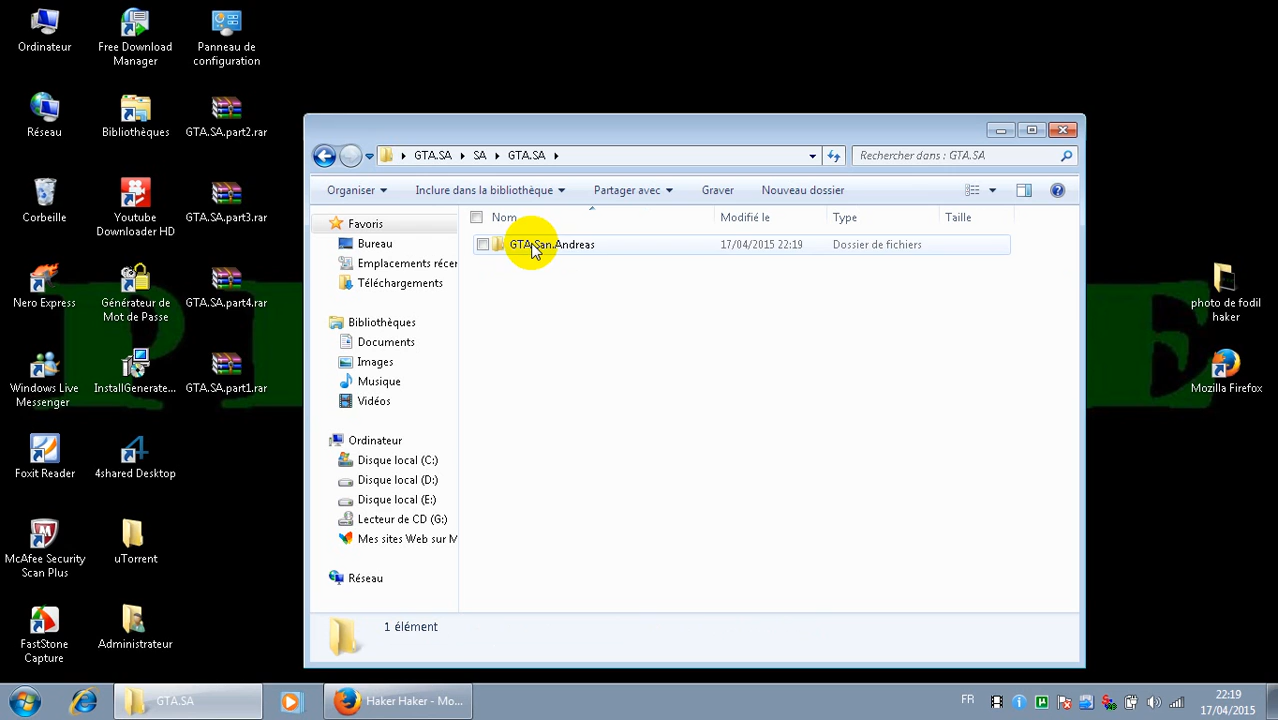 Ordinateur
Free Download
Manager
Panneau de
configuration
Réseau
Bibliothèques
GTA.SA.part2.rar
Corbeille
Youtube
Downloader HD
GTA.SA.part3.rar
Nero Express
Générateur de
Mot de Passe
GTA.SA.part4.rar
Windows Live
Messenger
InstallGenerate...
GTA.SA.part1.rar
Foxit Reader
4shared Desktop
McAfee Security
Scan Plus
uTorrent
FastStone
Capture
Administrateur
GTA.SA
SA
GTA.SA
Rechercher dans : GTA.SA
Organiser
Inclure dans la bibliothèque
Partager avec
Graver
Nouveau dossier
Nom
Modifié le
Type
Taille
GTA.San.Andreas
17/04/2015 22:19
Dossier de fichiers
Favoris
Bureau
Emplacements récer
Téléchargements
Bibliothèques
Documents
Images
Musique
Vidéos
Ordinateur
Disque local (C:)
Disque local (D:)
Disque local (E:)
Lecteur de CD (G:)
Mes sites Web sur M
Réseau
1 élément
photo de fodil
haker
Mozilla Firefox
GTA.SA
Haker Haker - Mo...
FR
22:19
17/04/2015